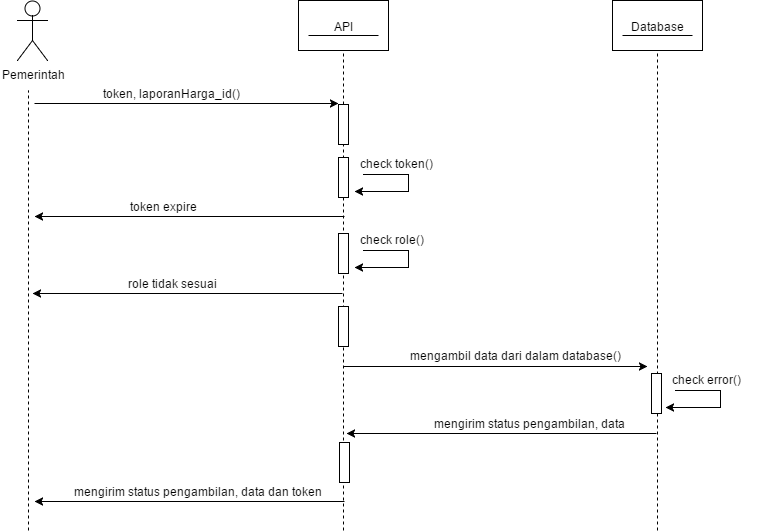 API
Database
Pemerintah
token, laporanHarga_id()
check token()
token expire
check role()
role tidak sesuai
mengambil data dari dalam database()
check error()
mengirim status pengambilan, data
mengirim status pengambilan, data dan token